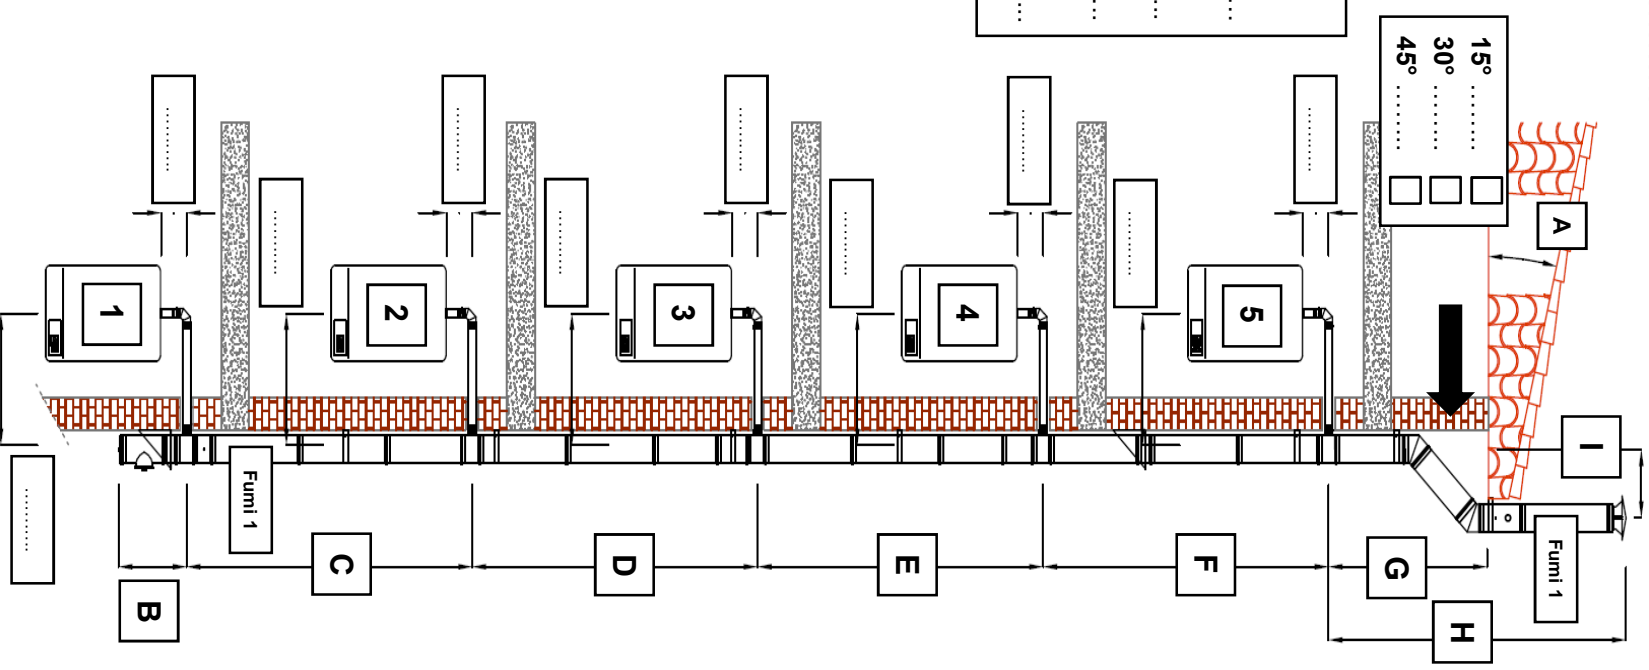 15° ........
30° ........
45° ........
A
I
Fumi 1
H
G
5
F
4
E
3
D
2
C
Fumi 1
1
B